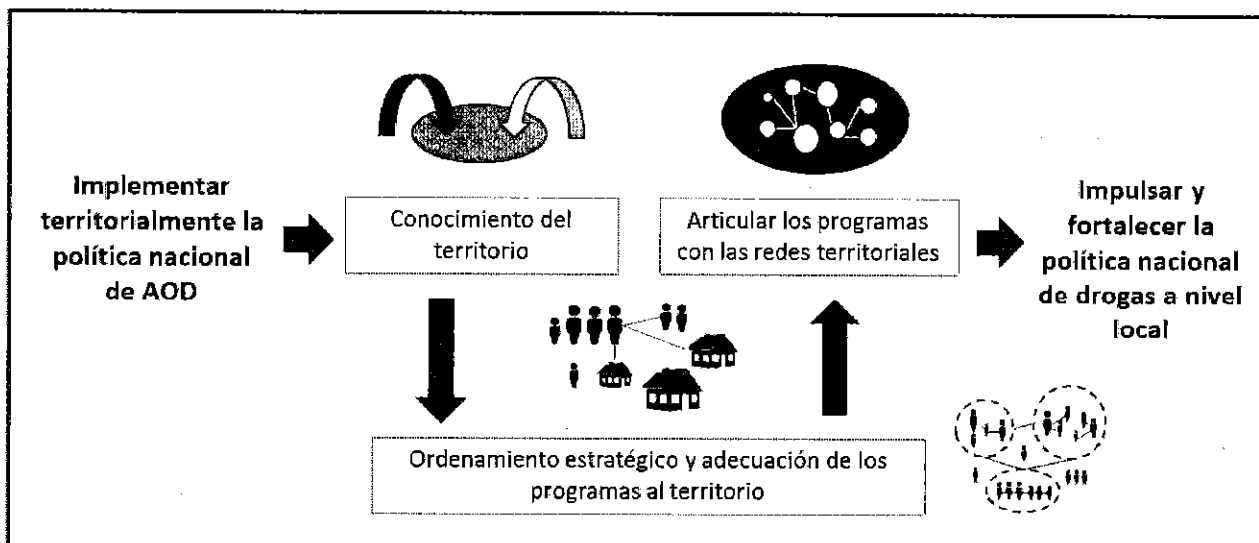 Implementar
territorialmente la
política nacional
de AOD
Conocimiento del
territorio
Articular los programas
con las redes territoriales
Impulsar y
fortalecer la
política nacional
de drogas a nivel
local
Ordenamiento estratégico y adecuación de los
programas al territorio